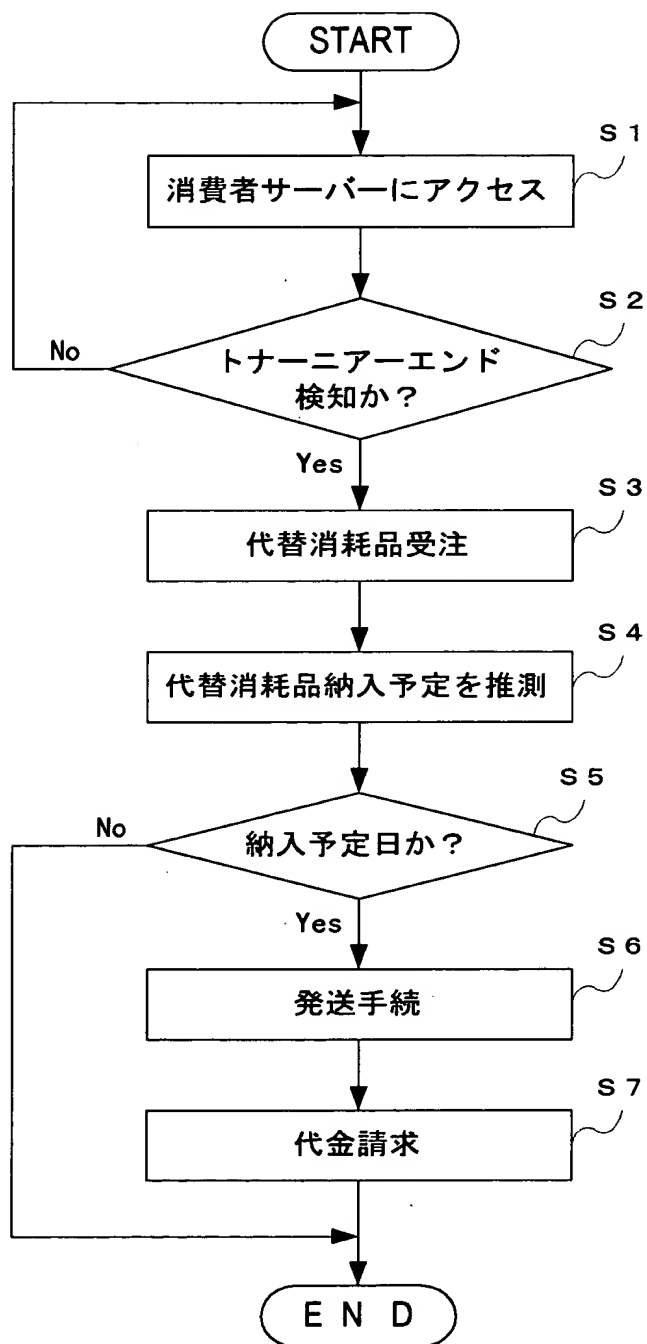 START
S1
消費者サーバーにアクセス
S2
No
トナーニアーエンド
検知か？
Yes
S3
代替消耗品受注
S4
代替消耗品納入予定を推測
S5
No
納入予定日か？
Yes
S6
発送手続
S7
代金請求
END